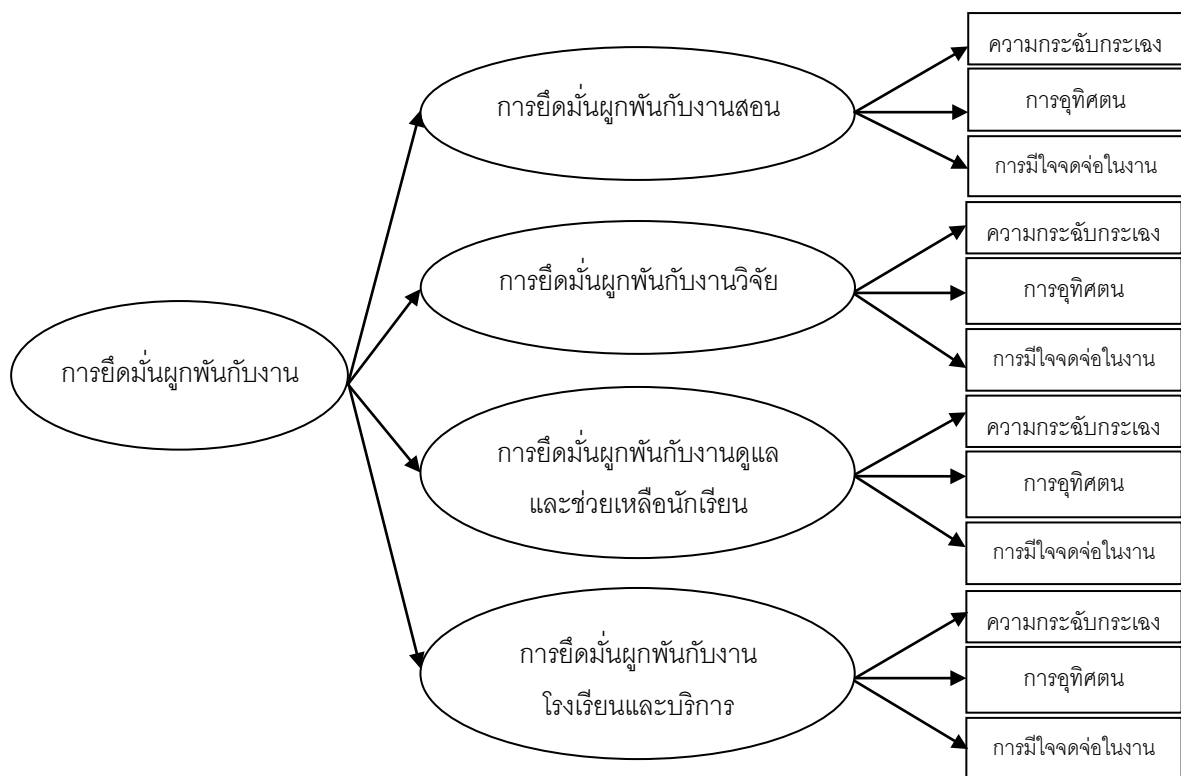 ความกระฉับกระเฉง
การยึดมั่นผูกพันกับงานสอน
การอุทิศตน
การมีใจจดจ่อในงาน
ความกระฉับกระเฉง
การยึดมั่นผูกพันกับงานวิจัย
การอุทิศตน
การมีใจจดจ่อในงาน
การยึดมั่นผูกพันกับงาน
ความกระฉับกระเฉง
การยึดมั่นผูกพันกับงานดูแล
และช่วยเหลือนักเรียน
การอุทิศตน
การมีใจจดจ่อในงาน
ความกระฉับกระเฉง
การยึดมั่นผูกพันกับงาน
โรงเรียนและบริการ
การอุทิศตน
การมีใจจดจ่อในงาน